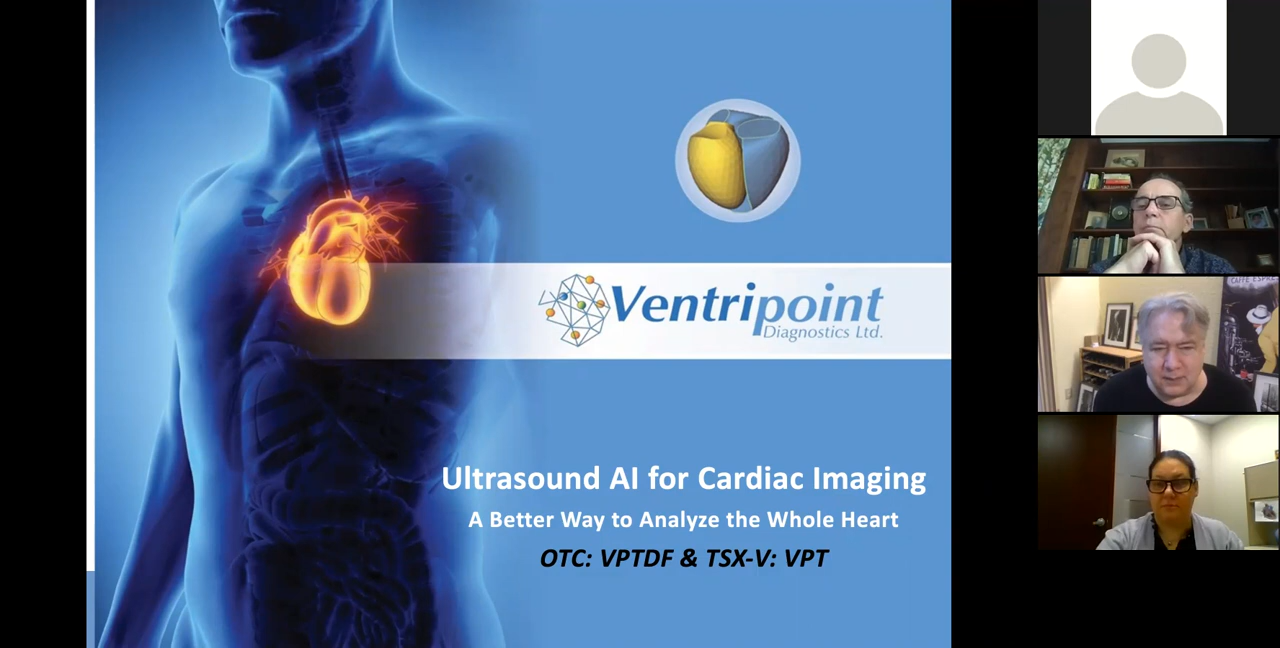 Ventripoint
Diagnostics Ltd.
Ultrasound AI for Cardiac Imaging
A Better Way to Analyze the Whole Heart
OTC: VPTDF & TSX-V: VPT